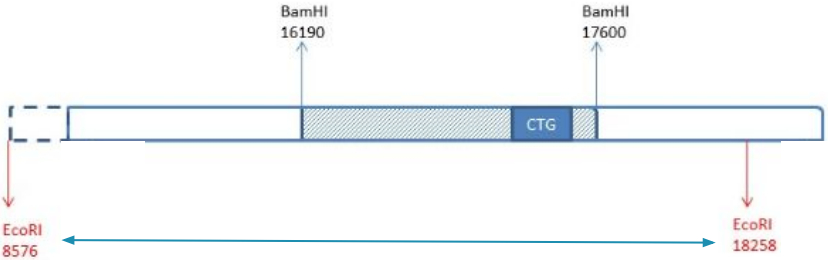 BamHI
16190
BamHI
17600
CTG
EcoRI
8576
EcoRI
18258